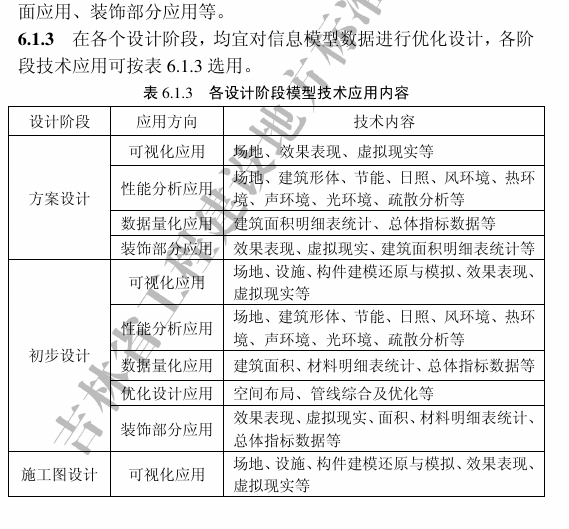 面应用、装饰部分应用等。
6.1.3 在各个设计阶段，均宜对信息模型数据进行优化设计，各阶
段技术应用可按表 6.1.3 选用。
表 6.1.3 各设计阶段模型技术应用内容
设计阶段 应用方向 技术内容
方案设计
可视化应用 场地、效果表现、虚拟现实等
性能分析应用 场地、建筑形体、节能、日照、风环境、热环
境、声环境、光环境、疏散分析等
数据量化应用 建筑面积明细表统计、总体指标数据等
装饰部分应用 效果表现、虚拟现实、建筑面积明细表统计等
初步设计
可视化应用 场地、设施、构件建模还原与模拟、效果表现、
虚拟现实等
性能分析应用 场地、建筑形体、节能、日照、风环境、热环
境、声环境、光环境、疏散分析等
数据量化应用 建筑面积、材料明细表统计、总体指标数据等
优化设计应用 空间布局、管线综合及优化等
装饰部分应用 效果表现、虚拟现实、面积、材料明细表统计、
总体指标数据等
施工图设计
可视化应用 场地、设施、构件建模还原与模拟、效果表现、
虚拟现实等
吉林省工程建设地方标准